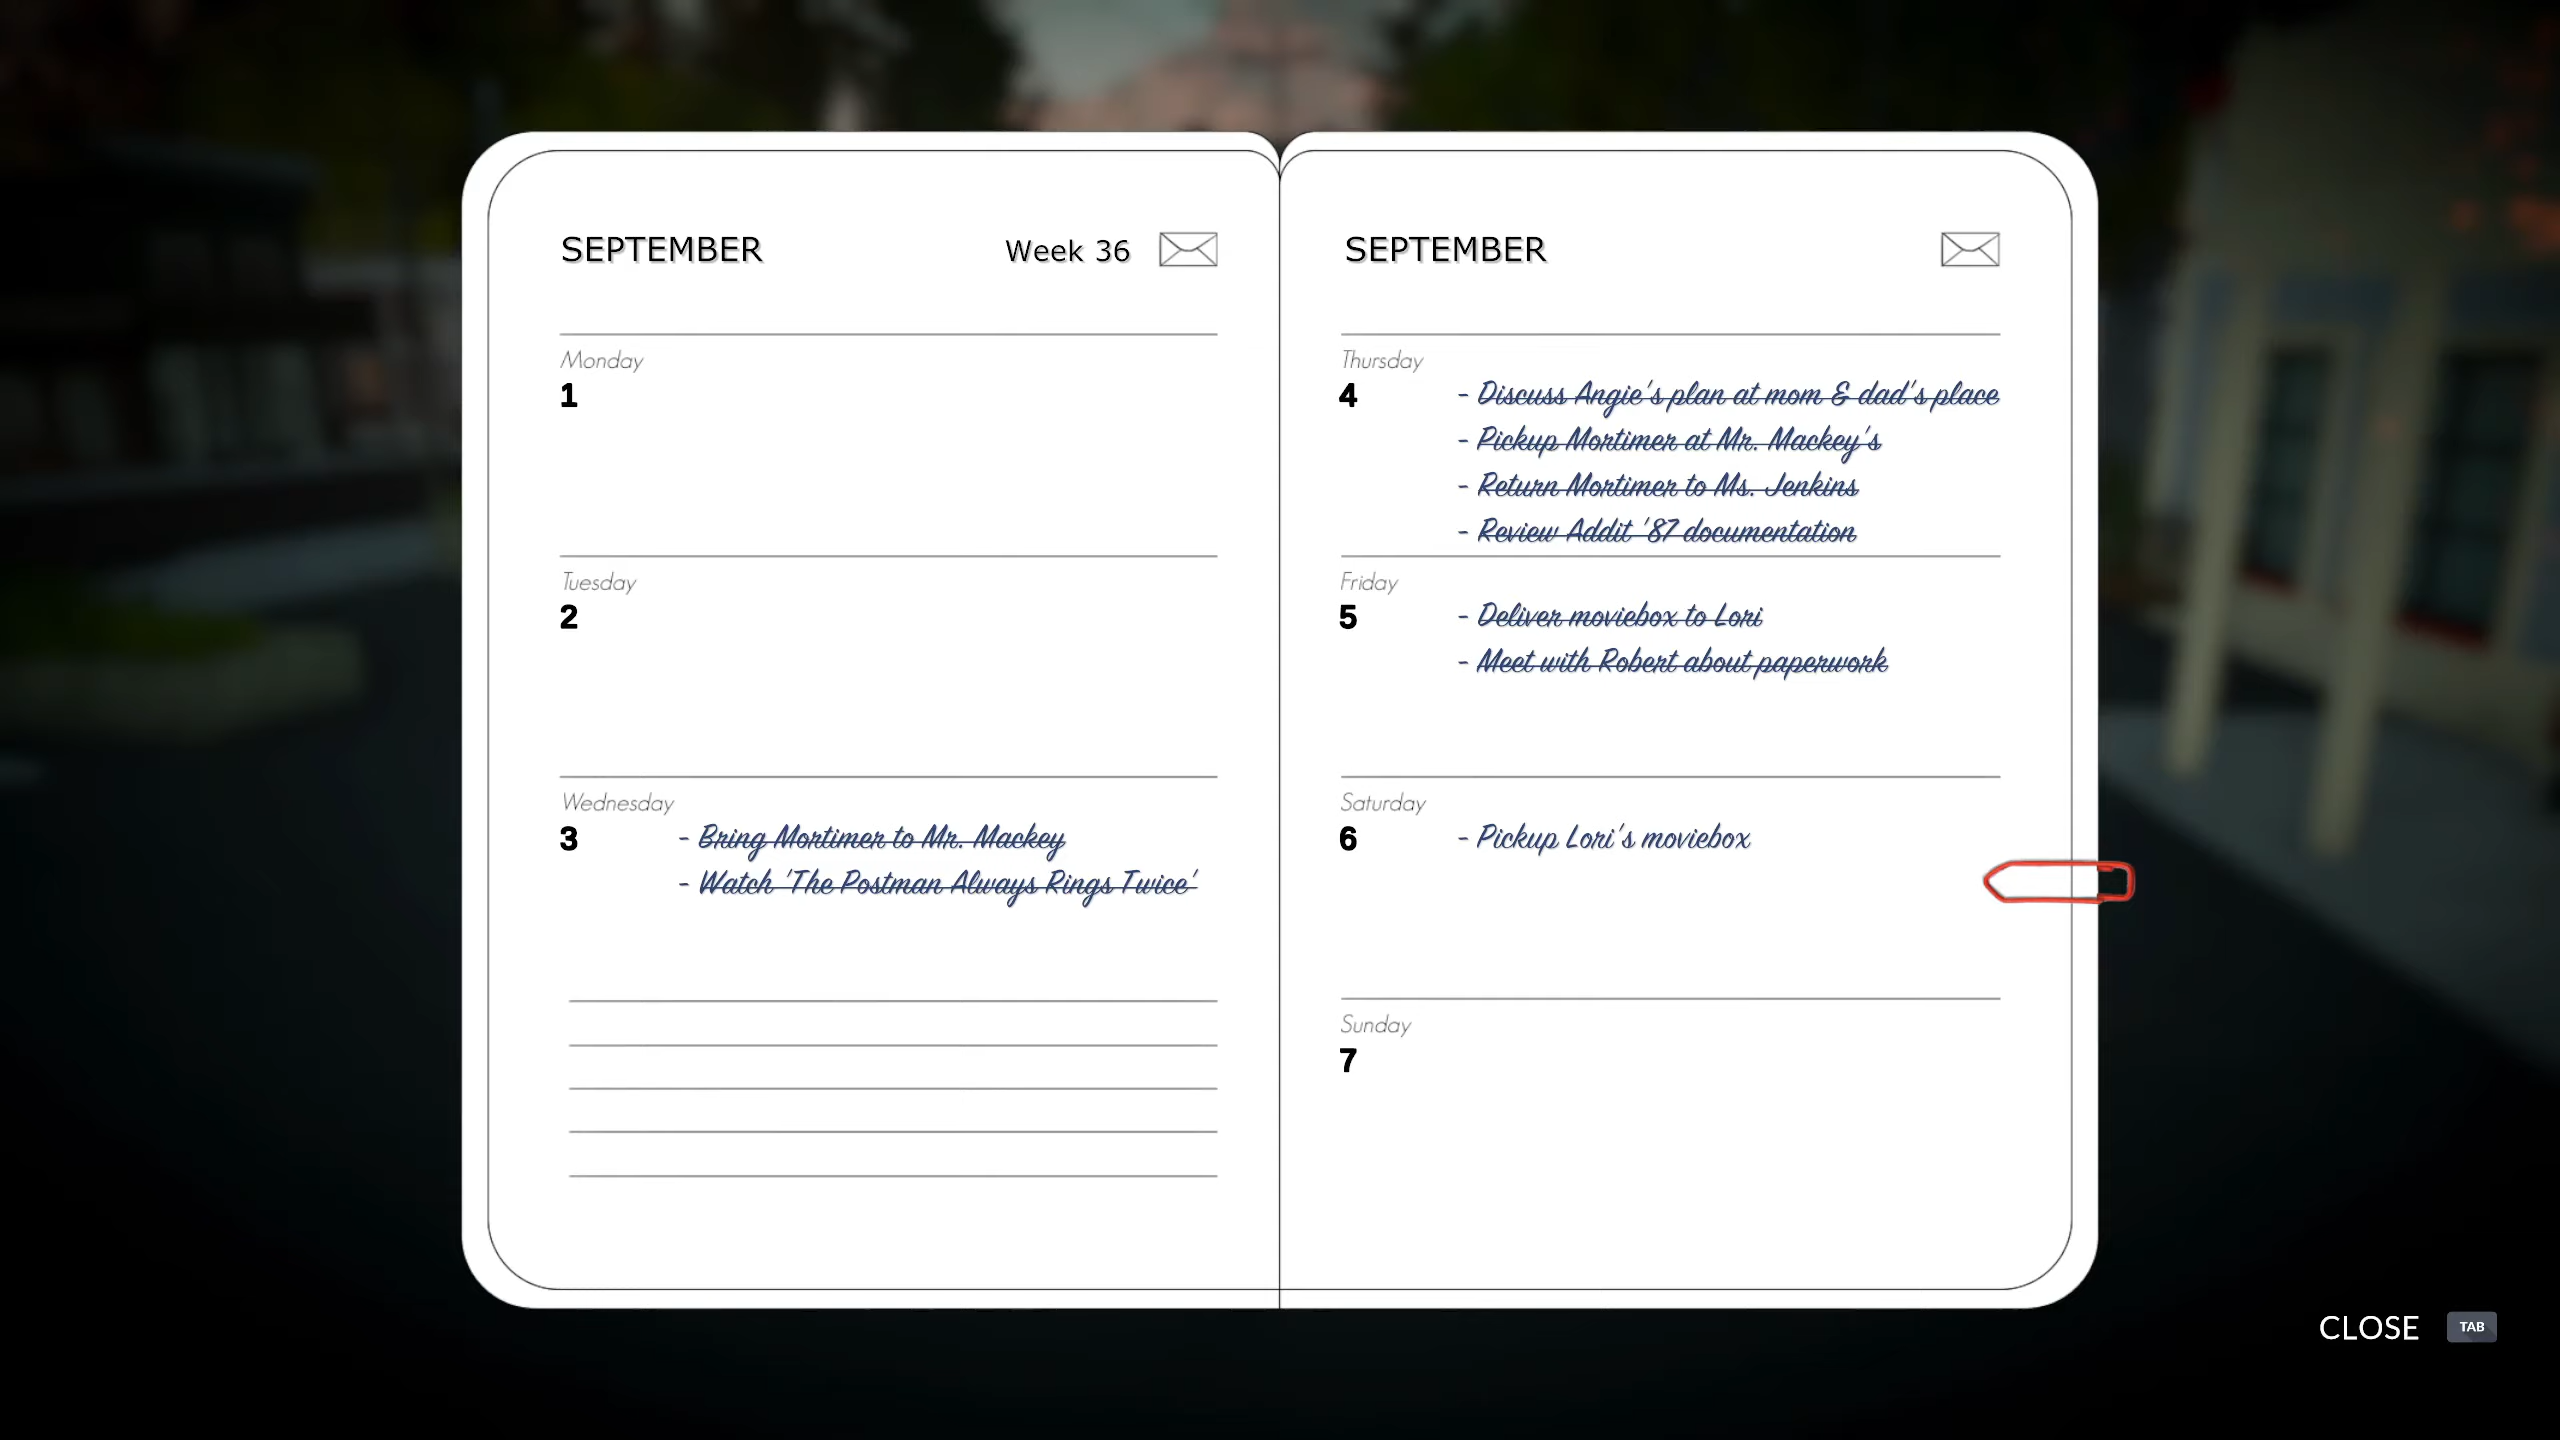 SEPTEMBER Week 36
Monday
1
Tuesday
2
Wednesday
3 - Bring Mortimer to Mr. Mackey
- Watch 'The Postman Always Rings Twice'
SEPTEMBER
Thursday
4 - Discuss Angie's plan at mom & dad's place
- Pickup Mortimer at Mr. Mackey's
- Return Mortimer to Ms. Jenkins
- Review Addit '87 documentation
Friday
5 - Deliver moviebox to Lori
- Meet with Robert about paperwork
Saturday
6 - Pickup Lori's moviebox
Sunday
7
CLOSE TAB